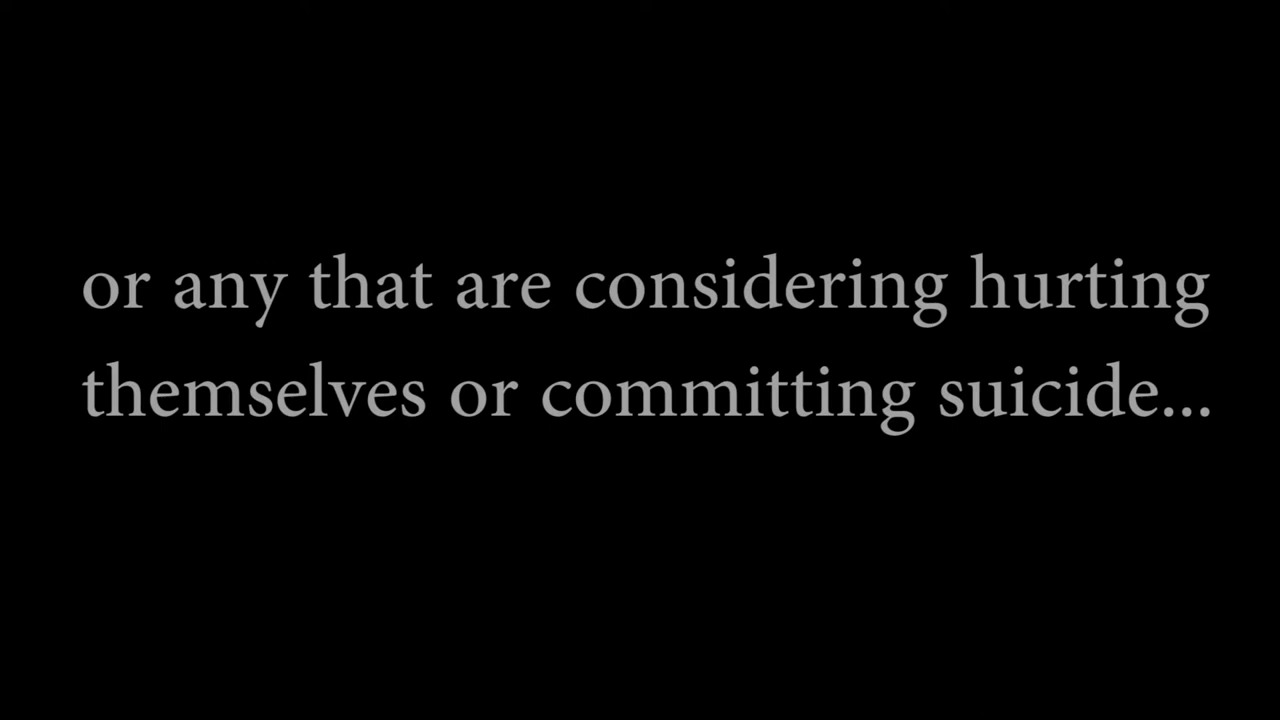 or any that are considering hurting
themselves or committing suicide...